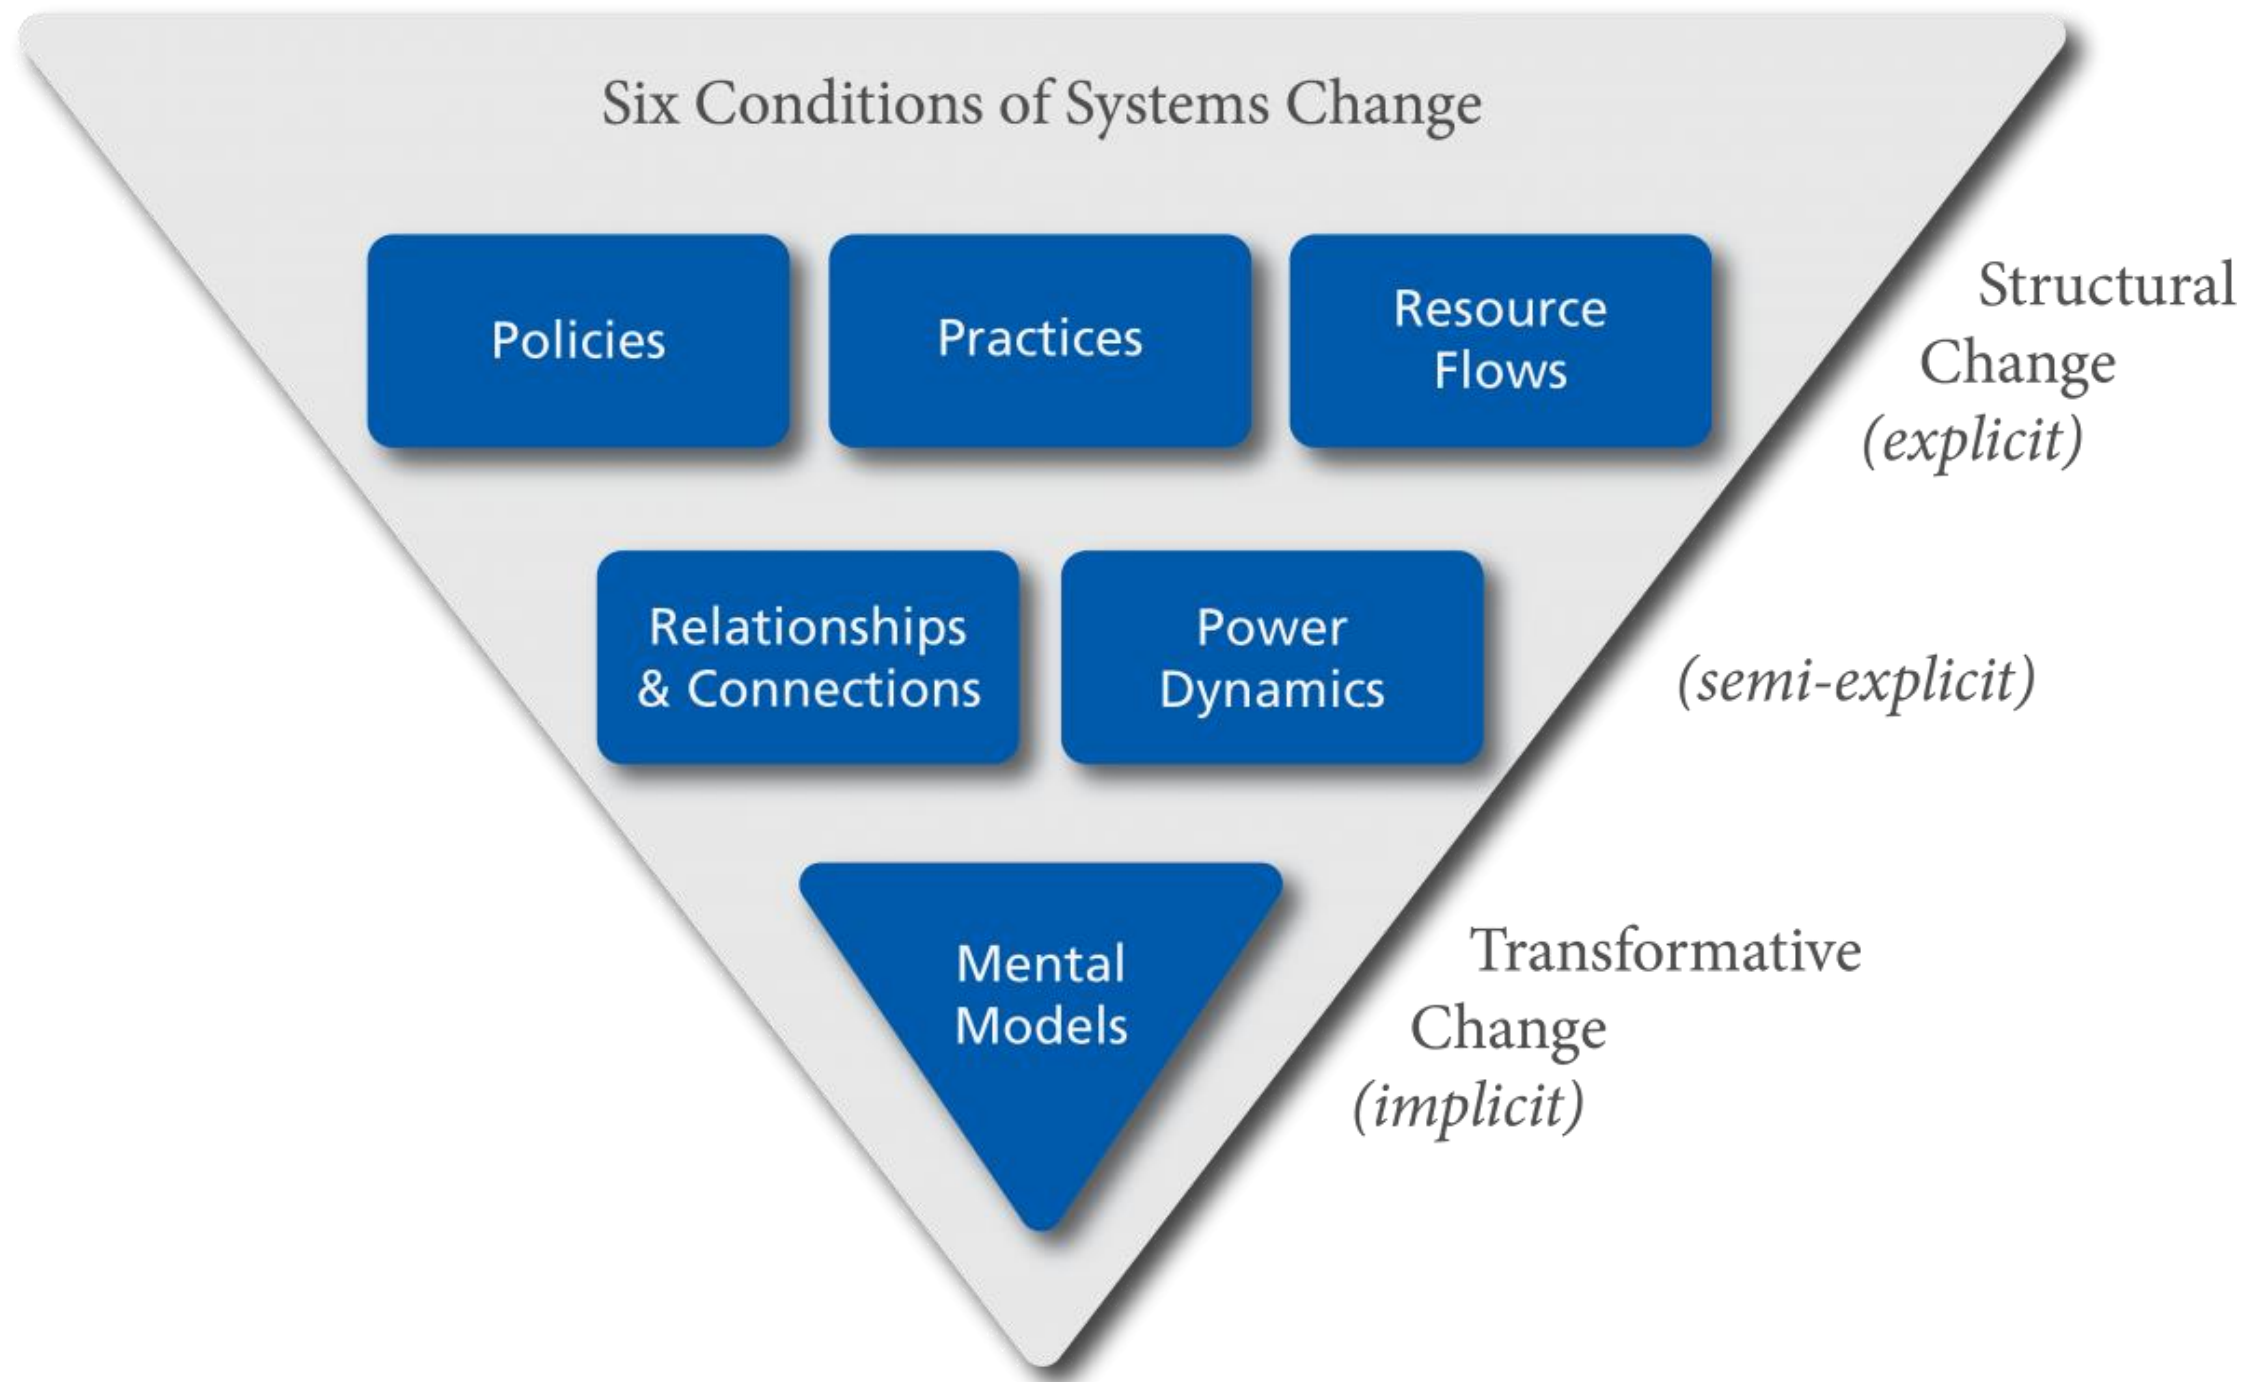 Six Conditions of Systems Change
Policies
Practices
Resource
Flows
Structural
Change
(explicit)
Relationships
& Connections
Power
Dynamics
(semi-explicit)
Mental
Models
Transformative
Change
(implicit)